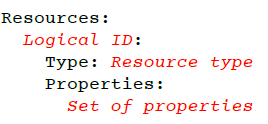 Resources:
  Logical ID:
    Type: Resource type
    Properties:
      Set of properties